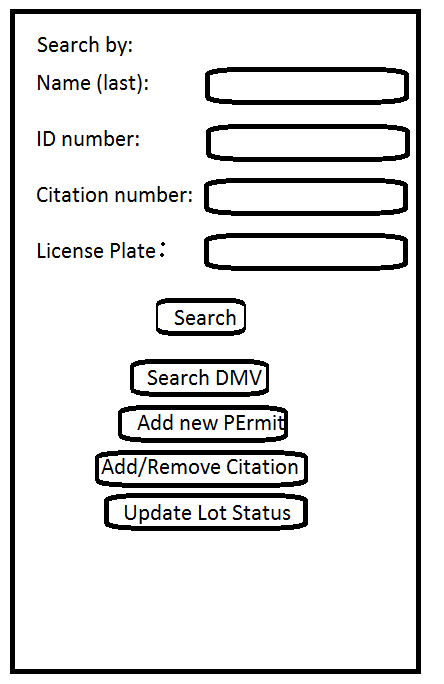 Search by:
Name (last):
ID number:
Citation number:
License Plate:
Search
Search DMV
Add new PErmit
Add/Remove Citation
Update Lot Status